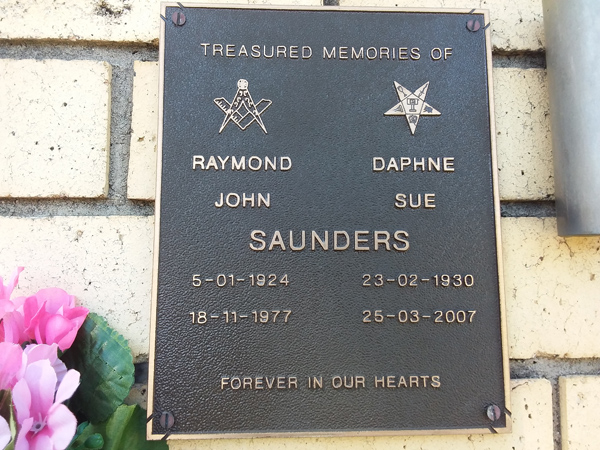 TREASURED MEMORIES OF
RAYMOND DAPHNE
JOHN SUE
SAUNDERS
5-01-1924 23-02-1930
18-11-1977 25-03-2007
FOREVER IN OUR HEARTS